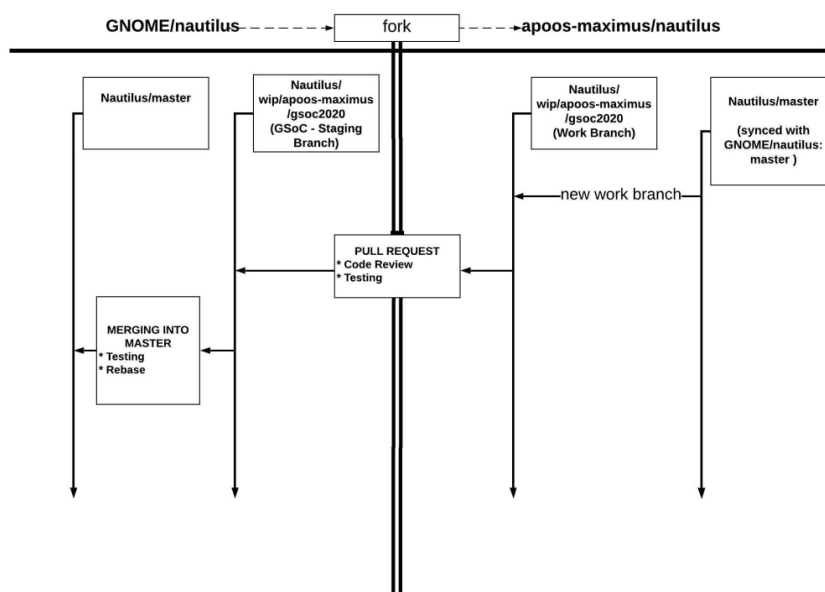 GNOME/nautilus
fork
apoos-maximus/nautilus
Nautilus/master
Nautilus/
wip/apoos-maximus
/gsoc2020
(GSoC - Staging
Branch)
Nautilus/
wip/apoos-maximus
/gsoc2020
(Work Branch)
Nautilus/master
(synced with
GNOME/nautilus:
master )
new work branch
PULL REQUEST
* Code Review
* Testing
MERGING INTO
MASTER
* Testing
* Rebase